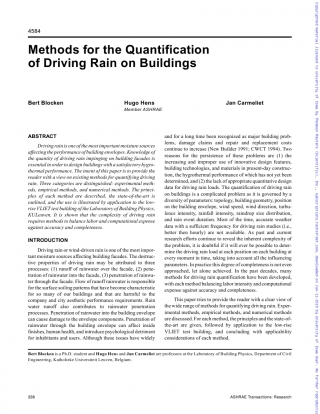 4584
Methods for the Quantification
of Driving Rain on Buildings
Bert Blocken
Hugo Hens
Member ASHRAE
Jan Carmeliet
ABSTRACT
Driving rain is one of the most important moisture sources
affecting the performance of building envelopes. Knowledge of
the quantity of driving rain impinging on building facades is
essential in order to design buildings with a satisfactory hygro-
thermal performance. The intent of this paper is to provide the
reader with a view on existing methods for quantifying driving
rain. Three categories are distinguished: experimental meth-
ods, empirical methods, and numerical methods. The princi-
ples of each method are described, the state-of-the-art is
outlined, and the use is illustrated by application to the low-rise
VLIET test building of the Laboratory of Building Physics,
KULeuven. It is shown that the complexity of driving rain
requires methods to balance labor and computational expense
against accuracy and completeness.
INTRODUCTION
Driving rain or wind-driven rain is one of the most impor-
tant moisture sources affecting building facades. The destruc-
tive properties of driving rain may be attributed to three
processes: (1) runoff of rainwater over the facade, (2) pene-
tration of rainwater into the facade, (3) penetration of rainwa-
ter through the facade. Flow of runoff rainwater is responsible
for the surface soiling patterns that have become characteristic
for so many of our buildings and that are harmful to the
company and city aesthetic performance requirements. Rain
water runoff also contributes to rainwater penetration
processes. Penetration of rainwater into the building envelope
can cause damage to the envelope components. Penetration of
rainwater through the building envelope can affect inside
finishes, human health, and introduce psychological detriment
for inhabitants and users. Although these issues have widely
and for a long time been recognized as major building prob-
lems, damage claims and repair and replacement costs
continue to increase (New Builder 1991; CWCT 1994). Two
reasons for the persistence of these problems are (1) the
increasing and improper use of innovative design features,
building technologies, and materials in present-day construc-
tion, the hygrothermal performance of which has not yet been
determined, and (2) the lack of appropriate quantitative design
data for driving rain loads. The quantification of driving rain
on buildings is a complicated problem as it is governed by a
diversity of parameters: topology, building geometry, position
on the building envelope, wind speed, wind direction, turbu-
lence intensity, rainfall intensity, raindrop size distribution,
and rain event duration. Most of the time, accurate weather
data with a sufficient frequency for driving rain studies (i.e.,
better than hourly) are not available. As past and current
research efforts continue to reveal the inherent complexity of
the problem, it is doubtful if it will ever be possible to deter-
mine the driving rain load at each position on each building at
every moment in time, taking into account all the influencing
parameters. In practice this degree of completeness is not even
approached, let alone achieved. In the past decades, many
methods for driving rain quantification have been developed,
with each method balancing labor intensity and computational
expense against accuracy and completeness.
This paper tries to provide the reader with a clear view of
the wide range of methods for quantifying driving rain. Exper-
imental methods, empirical methods, and numerical methods
are discussed. For each method, the principles and the state-of-
the-art are given, followed by application to the low-rise
VLIET test building, and concluding with applicability
considerations of each method.
Bert Blocken is a Ph.D. student and Hugo Hens and Jan Carmeliet are professors at the Laboratory of Building Physics, Department of Civil
Engineering, Katholieke Universiteit Leuven, Belgium.
ASHRAE Transactions: Research